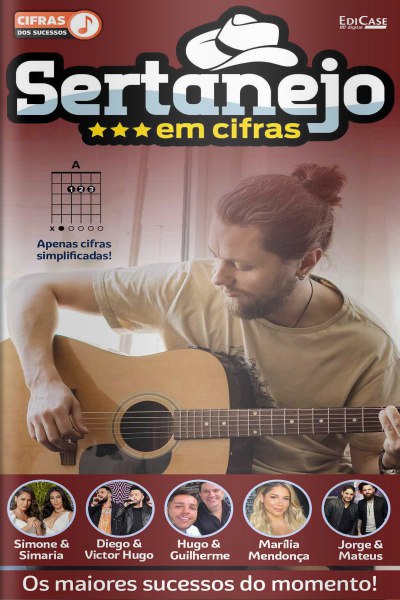 CIFRAS
DOS SUCESSOS
EDICASE
digital
Sertanejo
★★★em cifras
A
1 2 3
x
Apenas cifras
simplificadas!
Simone &
Simaria
Diego &
Victor Hugo
Hugo &
Guilherme
Marília
Mendonça
Jorge &
Mateus
Os maiores sucessos do momento!